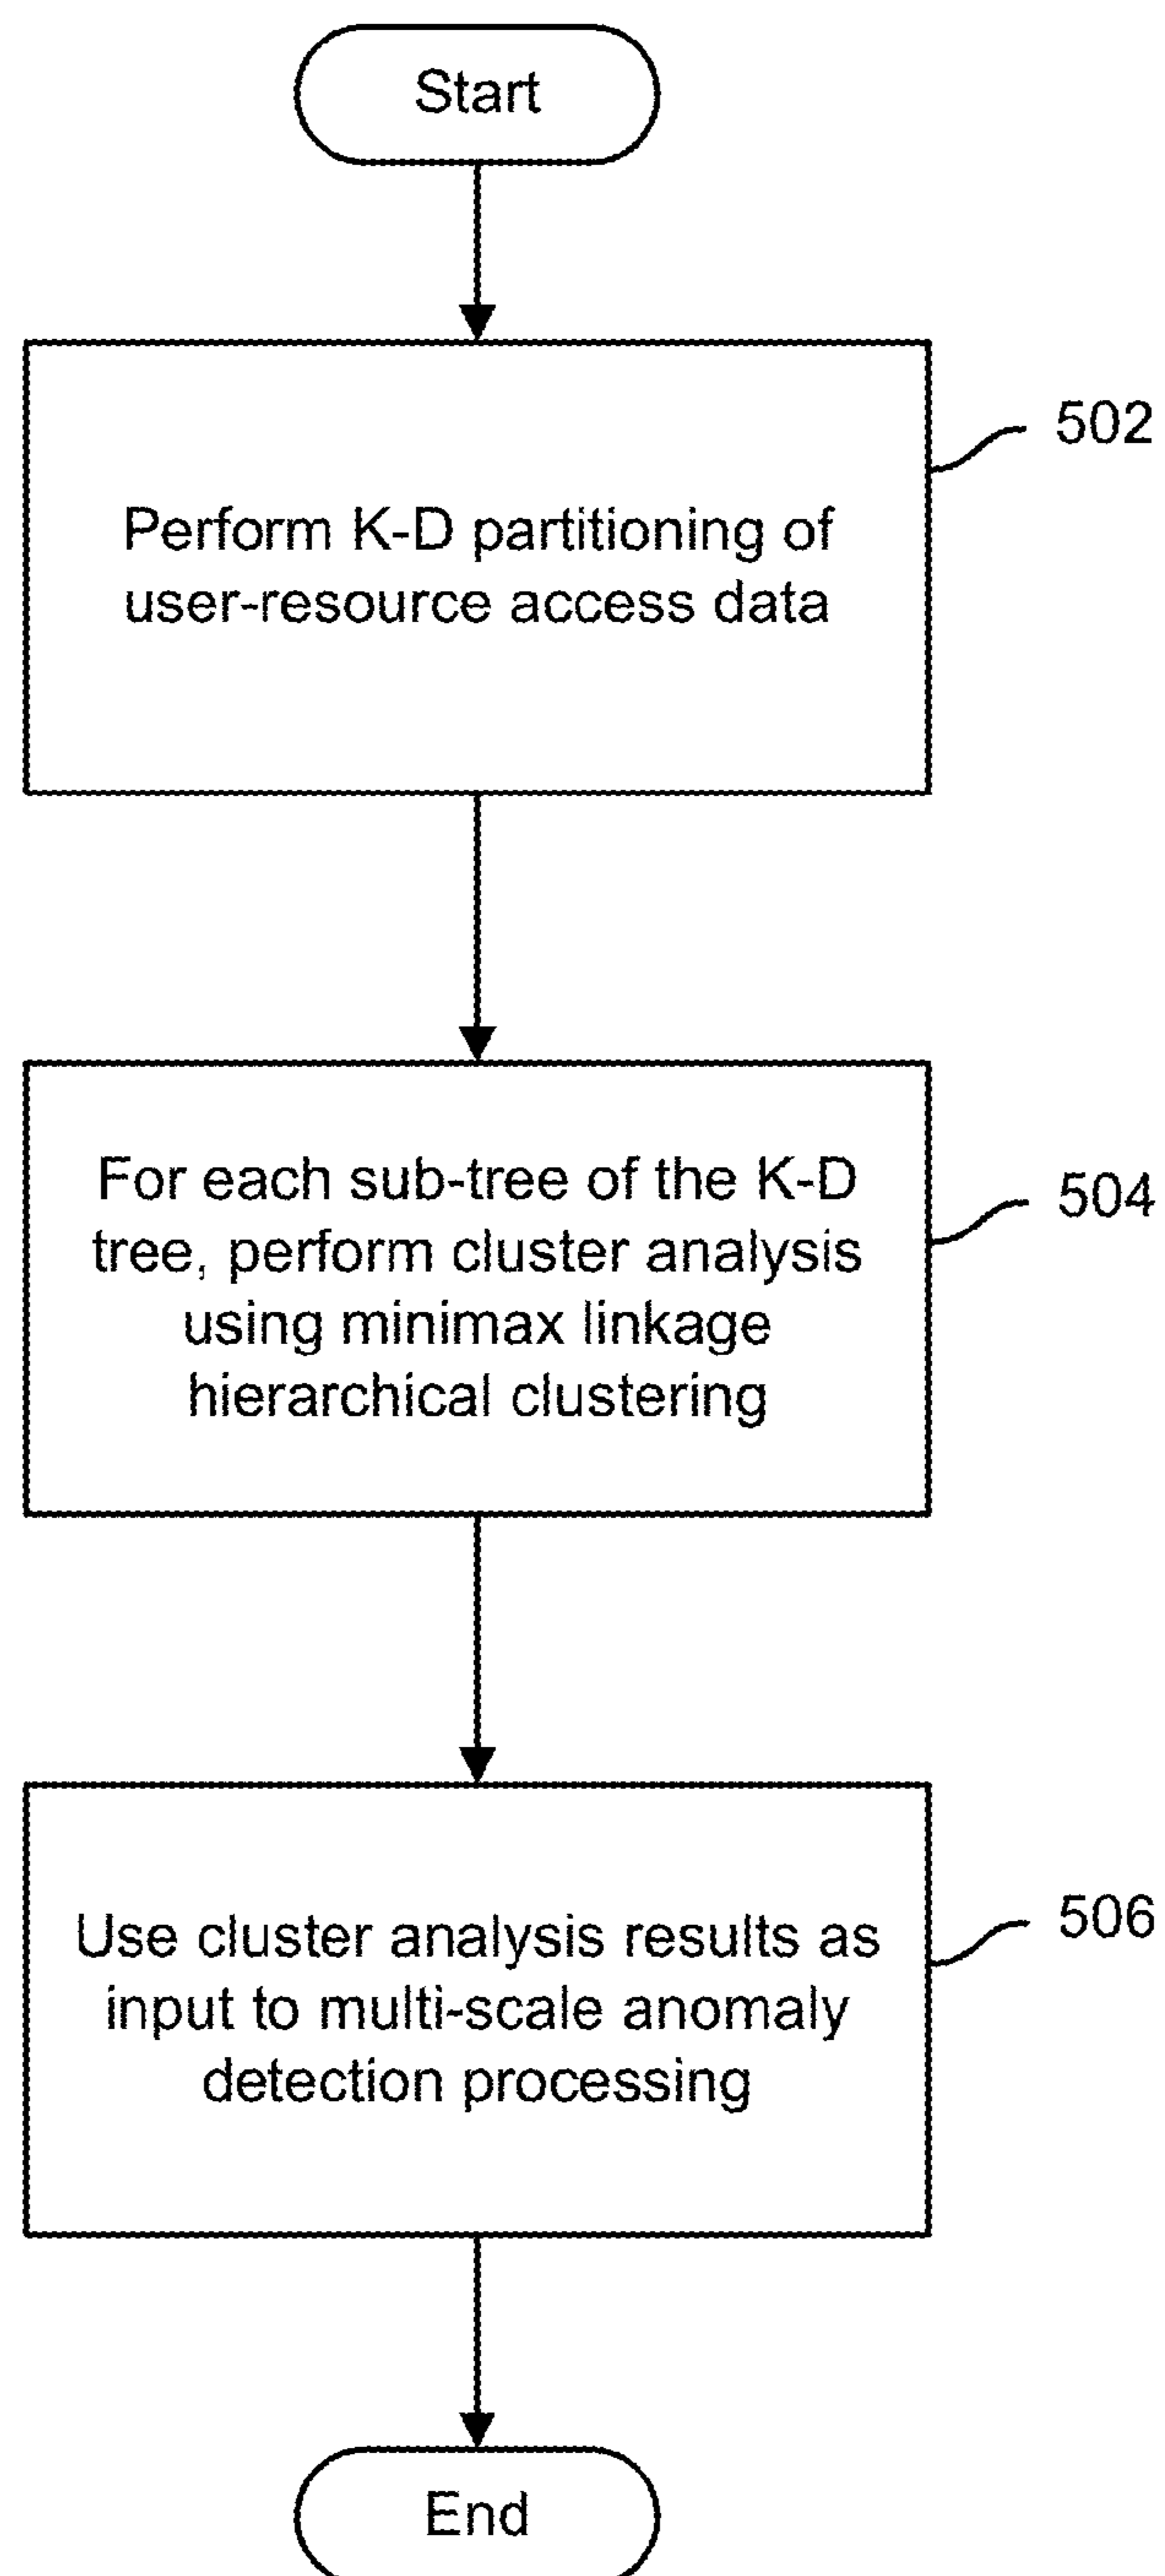 Start
502
Perform K-D partitioning of
user-resource access data
504
For each sub-tree of the K-D
tree, perform cluster analysis
using minimax linkage
hierarchical clustering
506
Use cluster analysis results as
input to multi-scale anomaly
detection processing
End